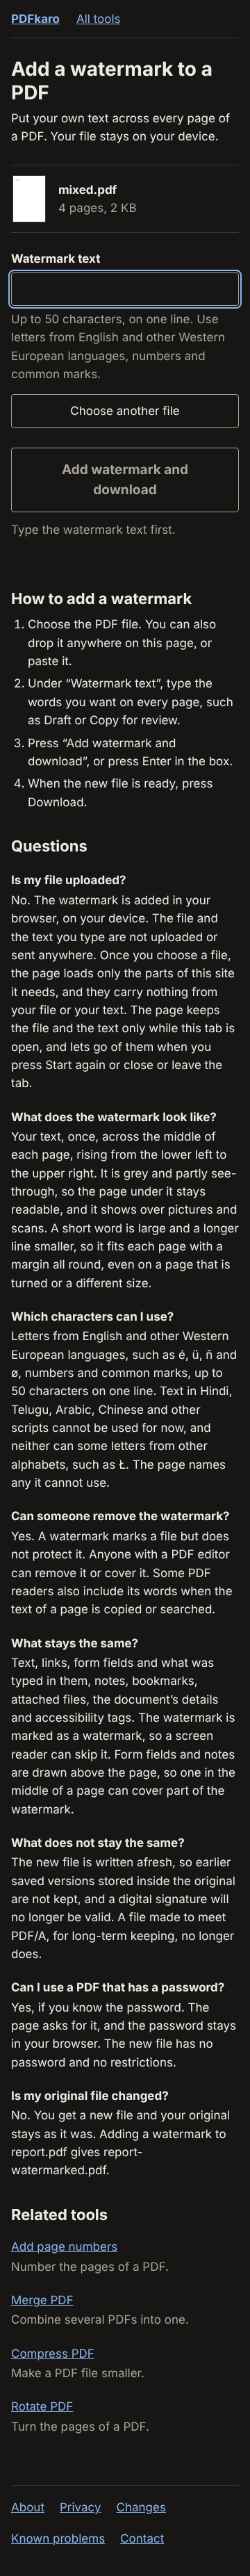 PDFkaro All tools
Add a watermark to a
PDF
Put your own text across every page of
a PDF. Your file stays on your device.
mixed.pdf
4 pages, 2 KB
Watermark text
Up to 50 characters, on one line. Use
letters from English and other Western
European languages, numbers and
common marks.
Choose another file
Add watermark and
download
Type the watermark text first.
How to add a watermark
1. Choose the PDF file. You can also
drop it anywhere on this page, or
paste it.
2. Under “Watermark text”, type the
words you want on every page, such
as Draft or Copy for review.
3. Press “Add watermark and
download”, or press Enter in the box.
4. When the new file is ready, press
Download.
Questions
Is my file uploaded?
No. The watermark is added in your
browser, on your device. The file and
the text you type are not uploaded or
sent anywhere. Once you choose a file,
the page loads only the parts of this site
it needs, and they carry nothing from
your file or your text. The page keeps
the file and the text only while this tab is
open, and lets go of them when you
press Start again or close or leave the
tab.
What does the watermark look like?
Your text, once, across the middle of
each page, rising from the lower left to
the upper right. It is grey and partly see-
through, so the page under it stays
readable, and it shows over pictures and
scans. A short word is large and a longer
line smaller, so it fits each page with a
margin all round, even on a page that is
turned or a different size.
Which characters can I use?
Letters from English and other Western
European languages, such as é, ü, ñ and
ø, numbers and common marks, up to
50 characters on one line. Text in Hindi,
Telugu, Arabic, Chinese and other
scripts cannot be used for now, and
neither can some letters from other
alphabets, such as Ł. The page names
any it cannot use.
Can someone remove the watermark?
Yes. A watermark marks a file but does
not protect it. Anyone with a PDF editor
can remove it or cover it. Some PDF
readers also include its words when the
text of a page is copied or searched.
What stays the same?
Text, links, form fields and what was
typed in them, notes, bookmarks,
attached files, the document’s details
and accessibility tags. The watermark is
marked as a watermark, so a screen
reader can skip it. Form fields and notes
are drawn above the page, so one in the
middle of a page can cover part of the
watermark.
What does not stay the same?
The new file is written afresh, so earlier
saved versions stored inside the original
are not kept, and a digital signature will
no longer be valid. A file made to meet
PDF/A, for long-term keeping, no longer
does.
Can I use a PDF that has a password?
Yes, if you know the password. The
page asks for it, and the password stays
in your browser. The new file has no
password and no restrictions.
Is my original file changed?
No. You get a new file and your original
stays as it was. Adding a watermark to
report.pdf gives report-
watermarked.pdf.
Related tools
Add page numbers
Number the pages of a PDF.
Merge PDF
Combine several PDFs into one.
Compress PDF
Make a PDF file smaller.
Rotate PDF
Turn the pages of a PDF.
About Privacy Changes
Known problems Contact